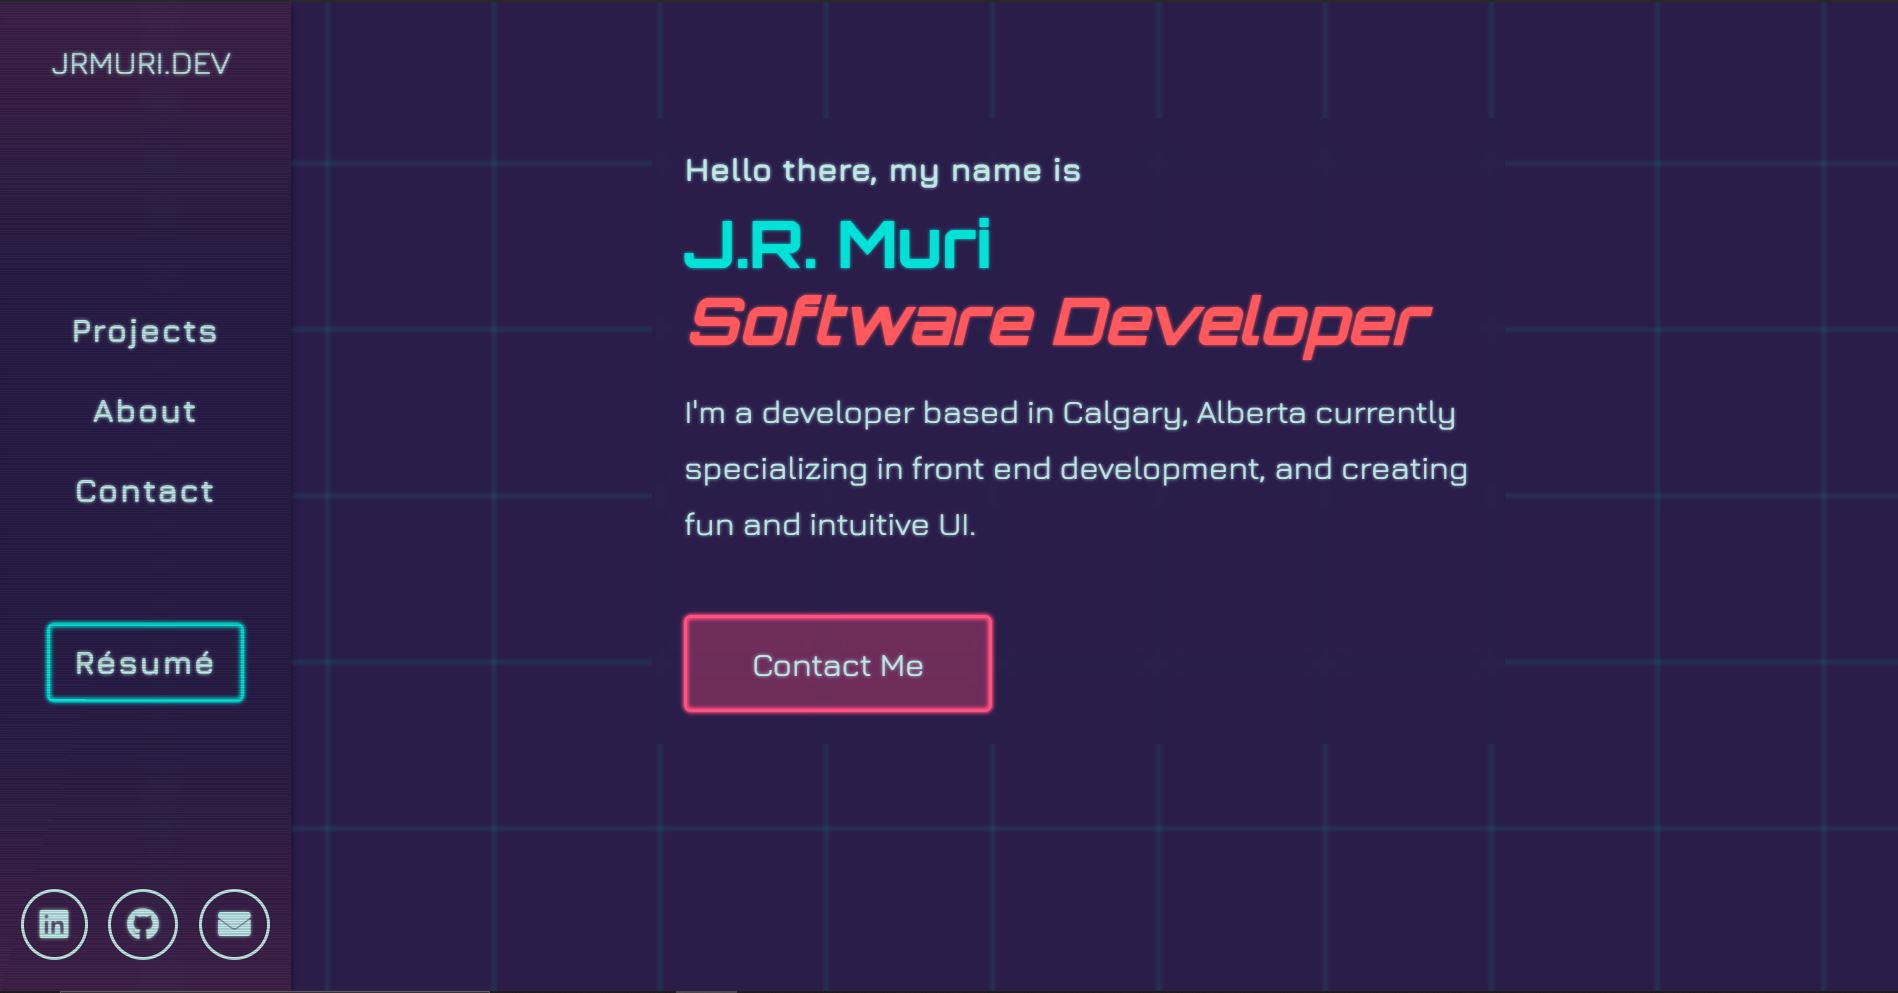 JRMURI.DEV
Projects
About
Contact
Résumé
Hello there, my name is
J.R. Muri
Software Developer
I'm a developer based in Calgary, Alberta currently
specializing in front end development, and creating
fun and intuitive UI.
Contact Me